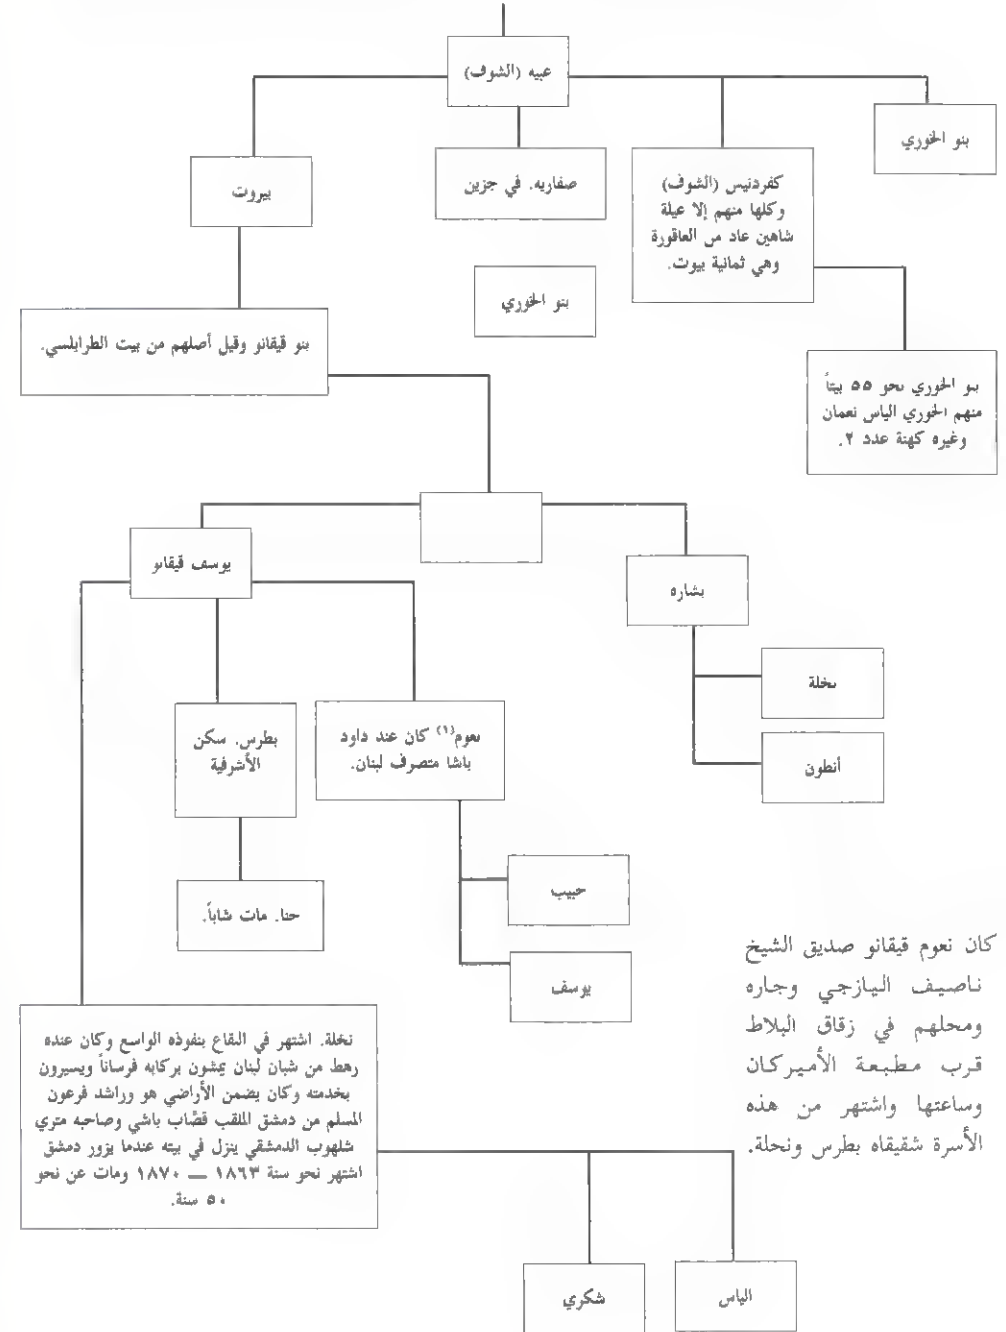 عبيه (الشوف)
بنو الخوري
كفردنيس (الشوف)
وكلها منهم إلا عيلة
شاهين عاد من العاقورة
وهي ثمانية بيوت.
صفاريه. في جزين
بيروت
بنو الخوري
بنو قيقانو وقيل أصلهم من بيت الطرابلسي.
بنو الخوري نحو ٥٥ بيتاً
منهم الخوري الياس نعمان
وغيره كهنة عدد ٢.
يوسف قيقانو
بشاره
نخلة
أنطون
نعوم(١) كان عند داود
باشا متصرف لبنان.
بطرس. سكن
الأشرفية
حبيب
حنا. مات شاباً.
يوسف
كان نعوم قيقانو صديق الشيخ
ناصيف اليازجي وجاره
ومحلهم في زقاق البلاط
قرب مطبعة الأميركان
وساعتها واشتهر من هذه
الأسرة شقيقاه بطرس ونحلة.
نخلة. اشتهر في البقاع بنفوذه الواسع وكان عنده
رهط من شبان لبنان يمشون بركابه فرساناً ويسيرون
بخدمته وكان يضمن الأراضي هو وراشد فرعون
المسلم من دمشق الملقب قصّاب باشي وصاحبه متري
شلهوب الدمشقي ينزل في بيته عندما يزور دمشق
اشتهر نحو سنة ١٨٦٣ — ١٨٧٠ ومات عن نحو
٥٠ سنة.
الياس
شكري